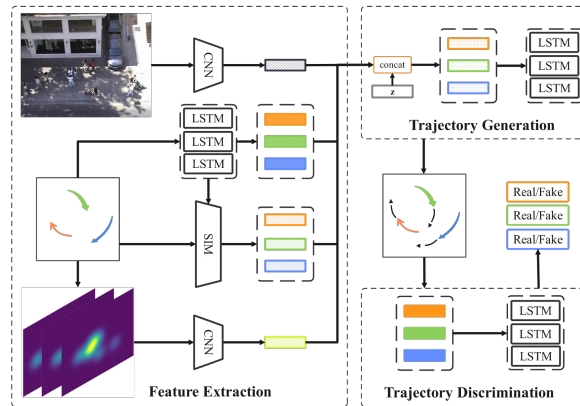 CNN
LSTM
LSTM
LSTM
SIM
CNN
Feature Extraction
concat
z
LSTM
LSTM
LSTM
Trajectory Generation
Real/Fake
Real/Fake
Real/Fake
LSTM
LSTM
LSTM
Trajectory Discrimination